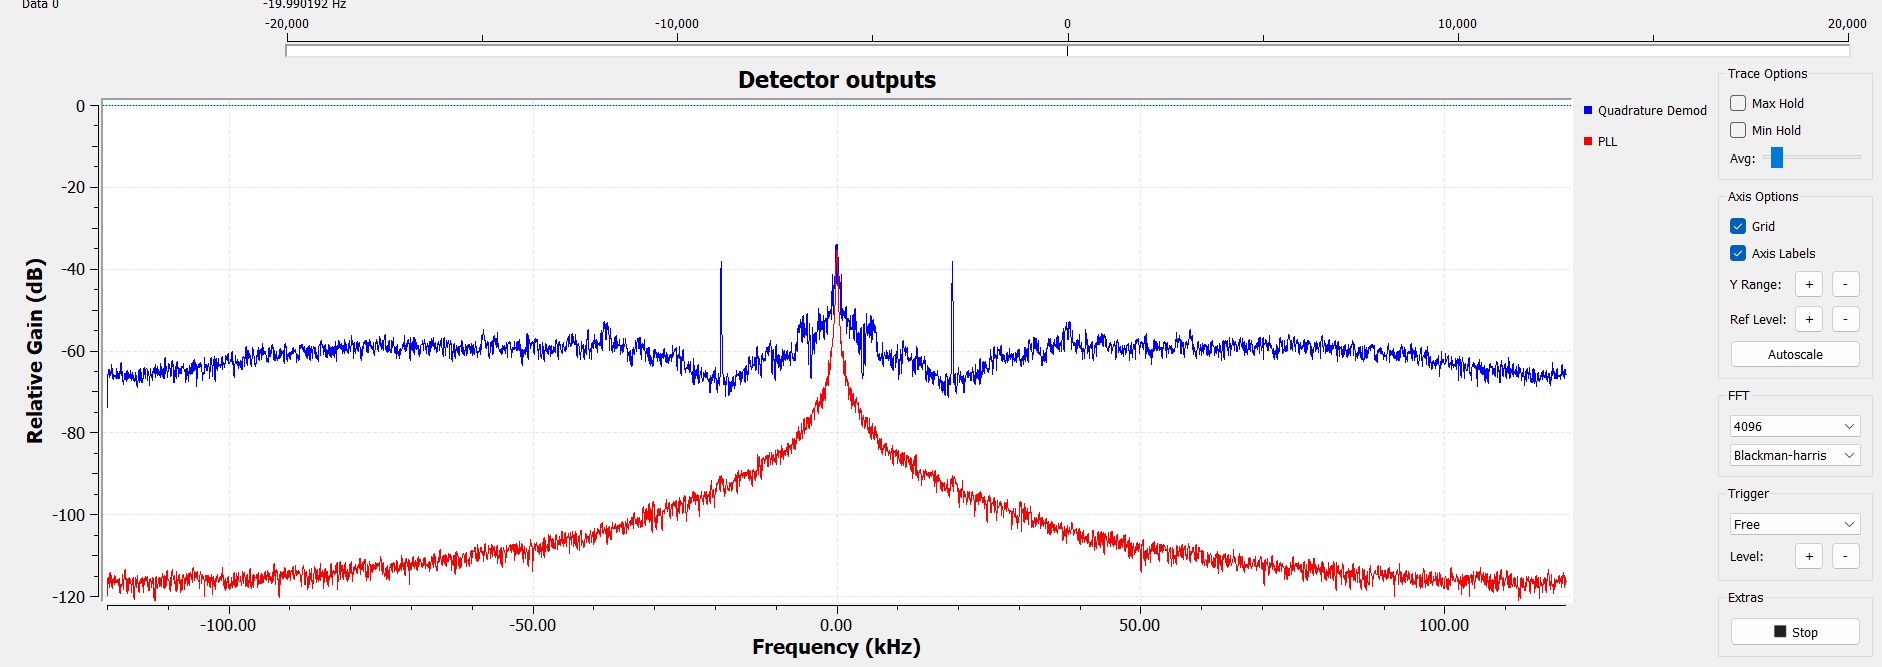 Data 0 -19.990192 Hz
-20,000 -10,000 0 10,000 20,000
Detector outputs
Quadrature Demod
PLL
0
-20
-40
-60
-80
-100
-120
Relative Gain (dB)
-100.00 -50.00 0.00 50.00 100.00
Frequency (kHz)
Trace Options
Max Hold
Min Hold
Avg:
Axis Options
Grid
Axis Labels
Y Range: + -
Ref Level: + -
Autoscale
FFT
4096
Blackman-harris
Trigger
Free
Level: + -
Extras
Stop